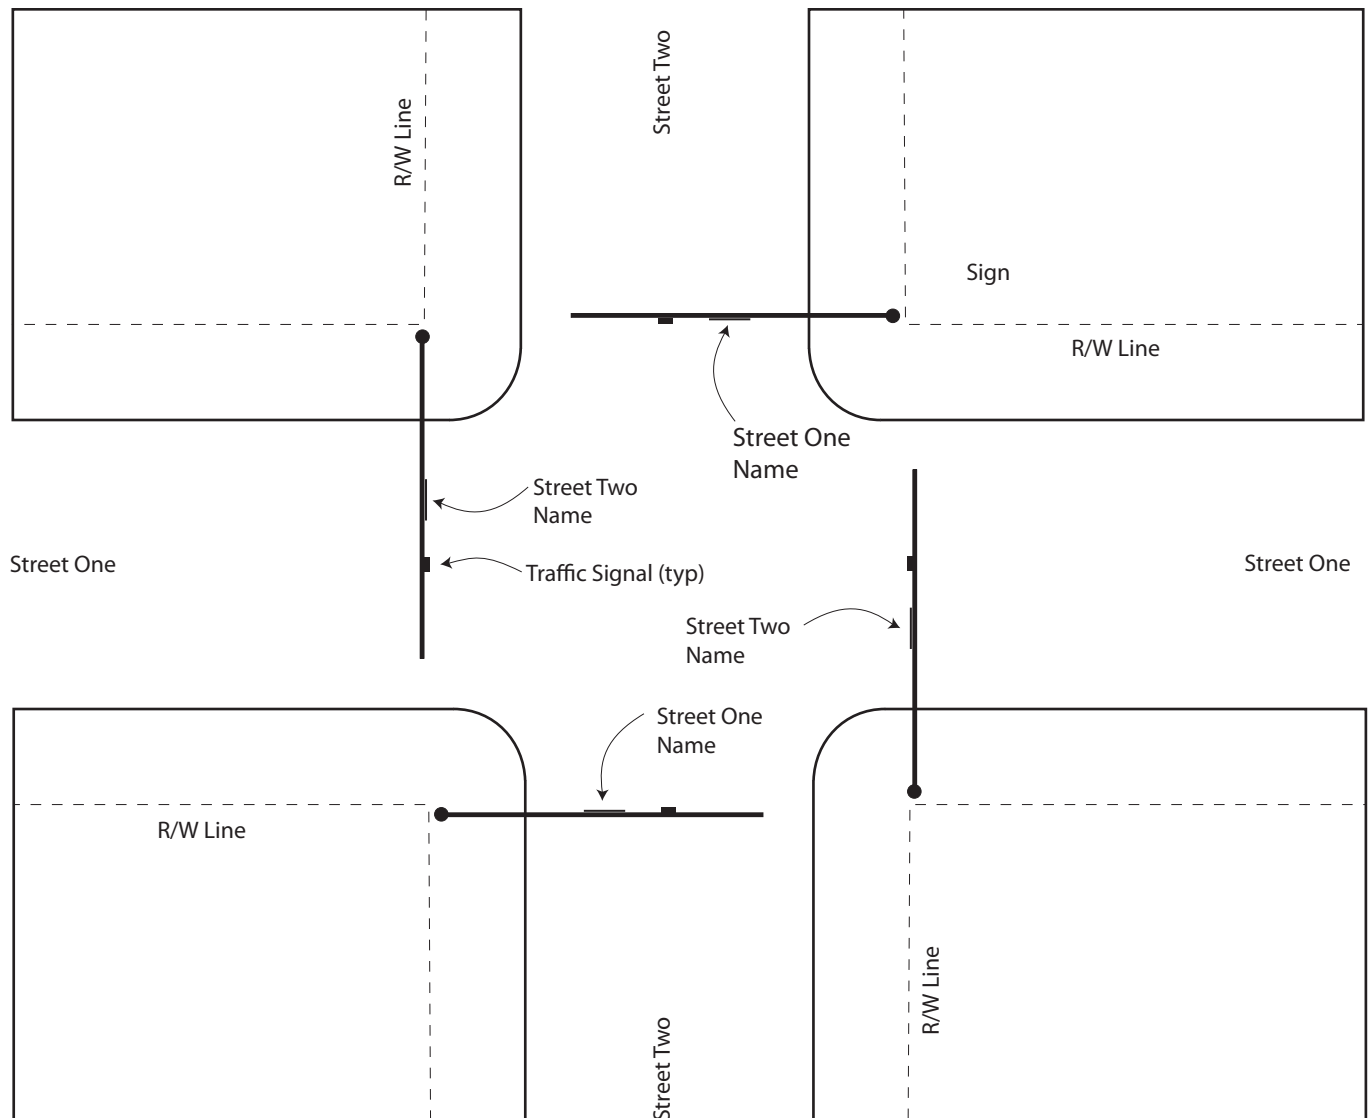 Street Two
R/W Line
Sign
R/W Line
Street One
Name
Street Two
Name
Street One
Traffic Signal (typ)
Street One
Street Two
Name
Street One
Name
R/W Line
R/W Line
Street Two